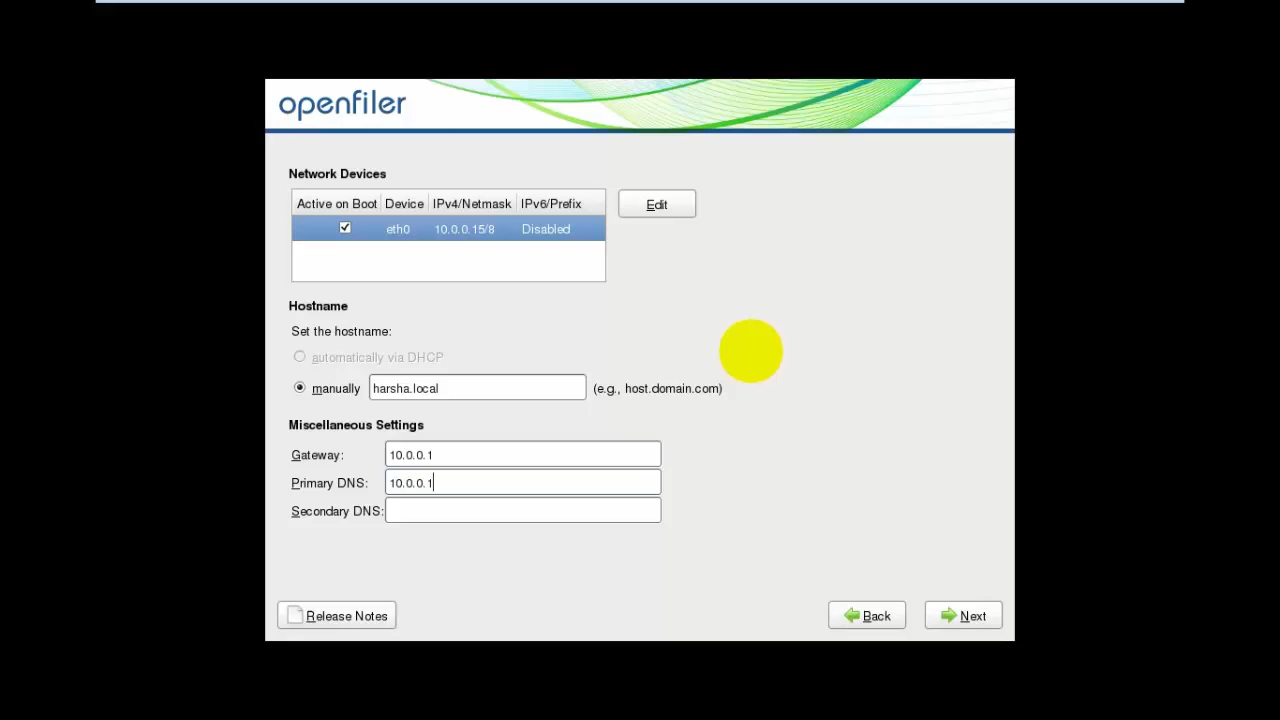 openfiler
Network Devices
Active on Boot Device IPv4/Netmask IPv6/Prefix
Edit
eth0 10.0.0.15/8 Disabled
Hostname
Set the hostname:
automatically via DHCP
manually harsha.local (e.g., host.domain.com)
Miscellaneous Settings
Gateway: 10.0.0.1
Primary DNS: 10.0.0.1
Secondary DNS:
Release Notes Back Next